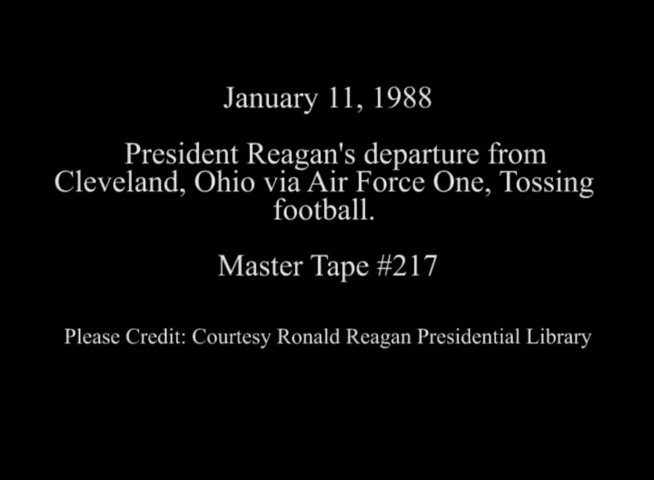 January 11, 1988
President Reagan's departure from
Cleveland, Ohio via Air Force One, Tossing
football.
Master Tape #217
Please Credit: Courtesy Ronald Reagan Presidential Library